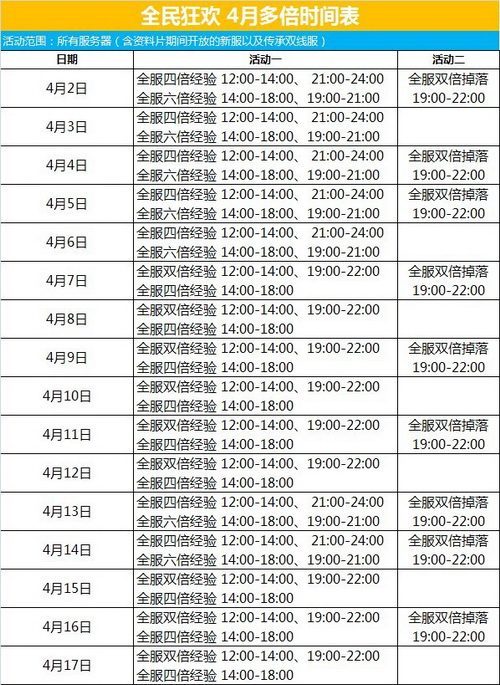 全民狂欢 4月多倍时间表
活动范围：所有服务器（含资料片期间开放的新服以及传承双线服）
日期 活动一 活动二
4月2日 全服四倍经验 12:00-14:00、 21:00-24:00 全服双倍掉落
全服六倍经验 14:00-18:00、19:00-21:00 19:00-22:00
4月3日 全服四倍经验 12:00-14:00、 21:00-24:00
全服六倍经验 14:00-18:00、19:00-21:00
4月4日 全服四倍经验 12:00-14:00、 21:00-24:00 全服双倍掉落
全服六倍经验 14:00-18:00、19:00-21:00 19:00-22:00
4月5日 全服四倍经验 12:00-14:00、 21:00-24:00 全服双倍掉落
全服六倍经验 14:00-18:00、19:00-21:00 19:00-22:00
4月6日 全服四倍经验 12:00-14:00、 21:00-24:00
全服六倍经验 14:00-18:00、19:00-21:00
4月7日 全服双倍经验 12:00-14:00、19:00-22:00 全服双倍掉落
全服四倍经验 14:00-18:00 19:00-22:00
4月8日 全服双倍经验 12:00-14:00、19:00-22:00
全服四倍经验 14:00-18:00
4月9日 全服双倍经验 12:00-14:00、19:00-22:00 全服双倍掉落
全服四倍经验 14:00-18:00 19:00-22:00
4月10日 全服双倍经验 12:00-14:00、19:00-22:00
全服四倍经验 14:00-18:00
4月11日 全服双倍经验 12:00-14:00、19:00-22:00 全服双倍掉落
全服四倍经验 14:00-18:00 19:00-22:00
4月12日 全服双倍经验 12:00-14:00、19:00-22:00
全服四倍经验 14:00-18:00
4月13日 全服四倍经验 12:00-14:00、 21:00-24:00 全服双倍掉落
全服六倍经验 14:00-18:00、19:00-21:00 19:00-22:00
4月14日 全服四倍经验 12:00-14:00、 21:00-24:00 全服双倍掉落
全服六倍经验 14:00-18:00、19:00-21:00 19:00-22:00
4月15日 全服双倍经验 12:00-14:00、19:00-22:00
全服四倍经验 14:00-18:00
4月16日 全服双倍经验 12:00-14:00、19:00-22:00 全服双倍掉落
全服四倍经验 14:00-18:00 19:00-22:00
4月17日 全服双倍经验 12:00-14:00、19:00-22:00
全服四倍经验 14:00-18:00